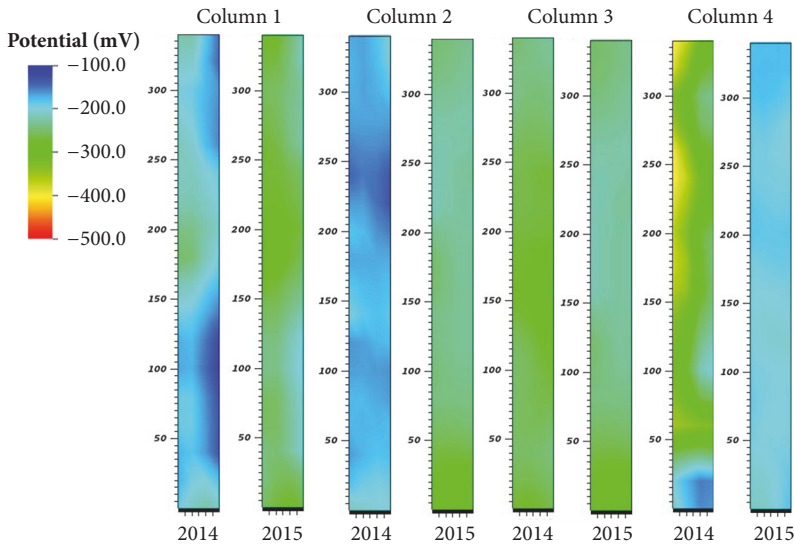 Column 1 Column 2 Column 3 Column 4
Potential (mV)
−100.0
−200.0
−300.0
−400.0
−500.0
300 300 300 300 300 300 300 300
250 250 250 250 250 250 250 250
200 200 200 200 200 200 200 200
150 150 150 150 150 150 150 150
100 100 100 100 100 100 100 100
50 50 50 50 50 50 50 50
2014 2015 2014 2015 2014 2015 2014 2015